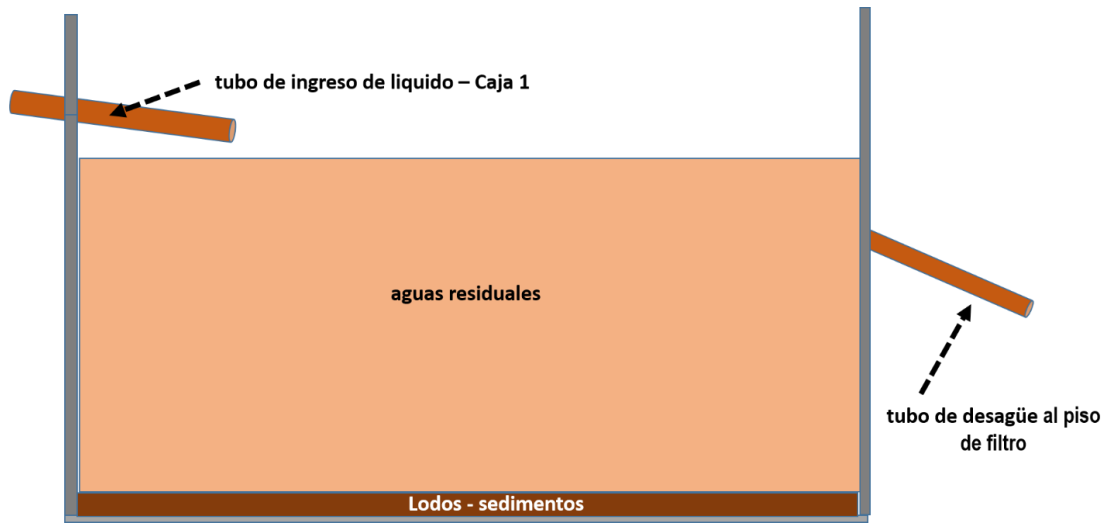 tubo de ingreso de liquido – Caja 1
aguas residuales
tubo de desagüe al piso
de filtro
Lodos - sedimentos